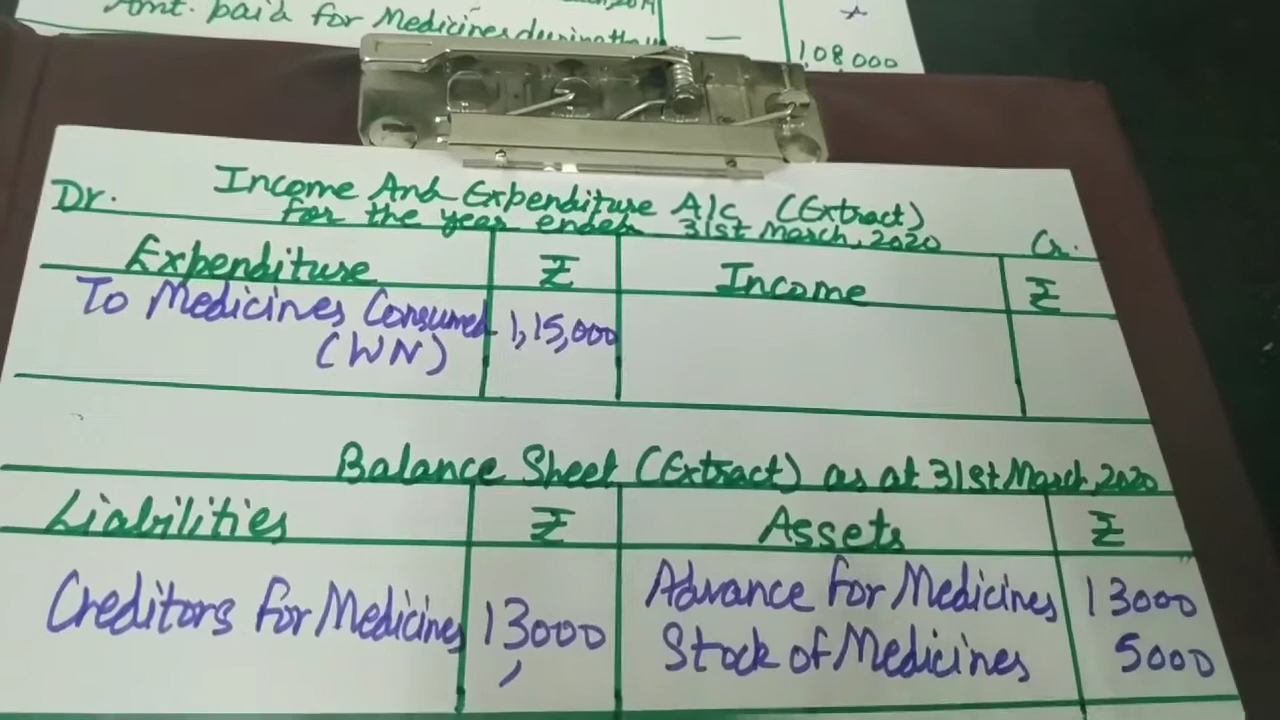 Amt. paid for Medicines during the
—
1,08,000
Income And Expenditure A/c (Extract)
Dr.
for the year ended 31st March, 2020
Cr.
Expenditure ₹ Income ₹
To Medicines Consumed 1,15,000
(WN)
Balance Sheet (Extract) as at 31st March, 2020
Liabilities ₹ Assets ₹
Creditors for Medicines 13000 Advance for Medicines 13000
Stock of Medicines 5000